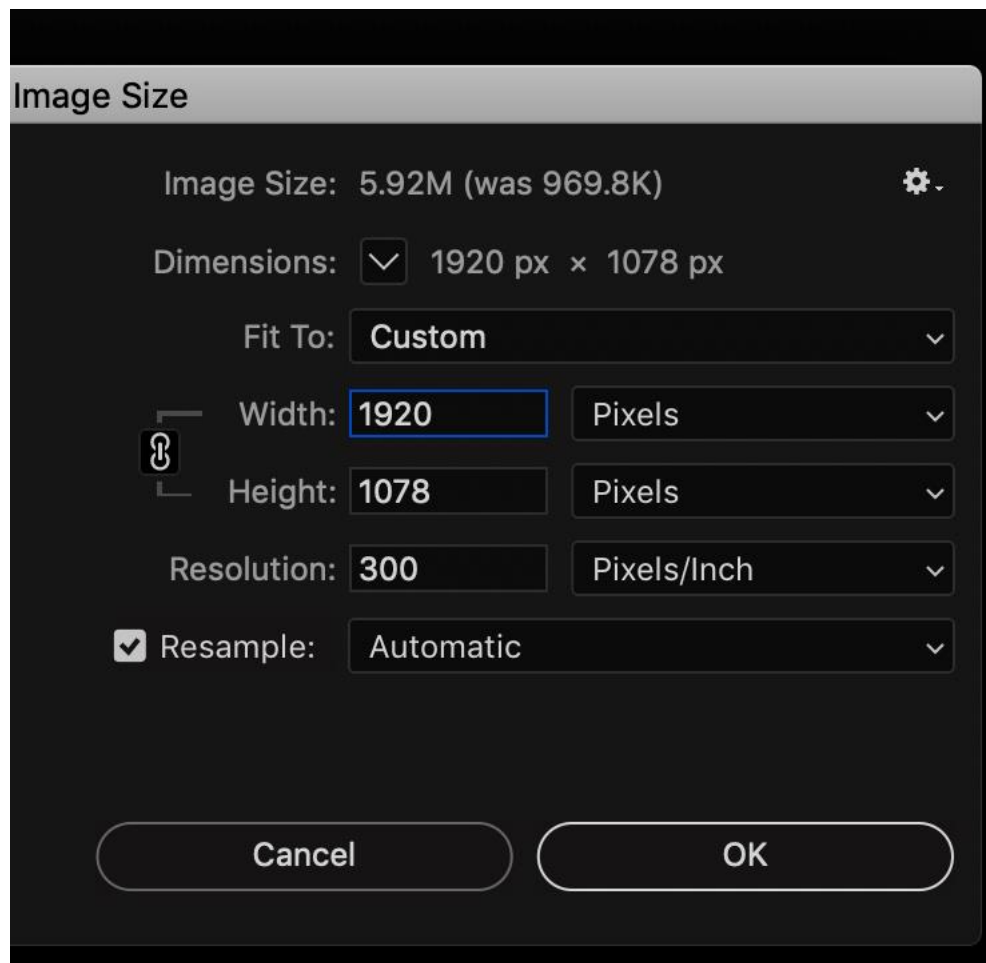 Image Size
Image Size: 5.92M (was 969.8K)
Dimensions: 1920 px × 1078 px
Fit To: Custom
Width: 1920 Pixels
Height: 1078 Pixels
Resolution: 300 Pixels/Inch
Resample: Automatic
Cancel OK